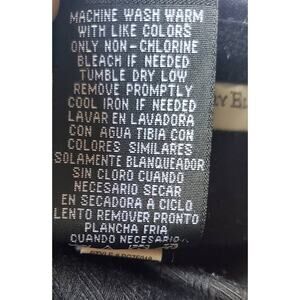 MACHINE WASH WARM
WITH LIKE COLORS
ONLY NON-CHLORINE
BLEACH IF NEEDED
TUMBLE DRY LOW
REMOVE PROMPTLY
COOL IRON IF NEEDED
LAVAR EN LAVADORA
CON AGUA TIBIA CON
COLORES SIMILARES
SOLAMENTE BLANQUEADOR
SIN CLORO CUANDO
NECESARIO SECAR
EN SECADORA A CICLO
LENTO REMOVER PRONTO
PLANCHA FRIA
CUANDO NECESARIO